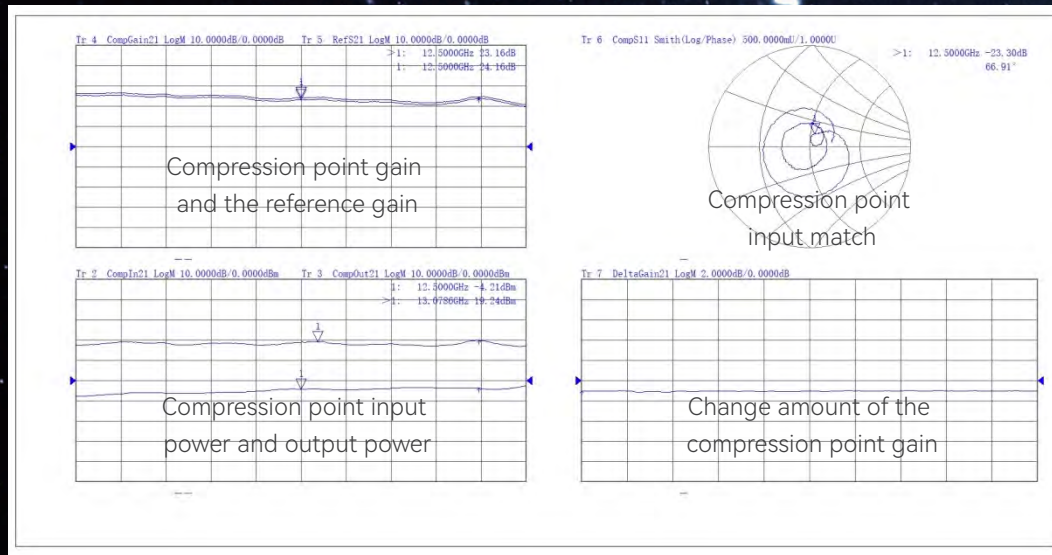 Tr 4 CompGain21 LogM 10.0000dB/0.0000dB Tr 5 RefS21 LogM 10.0000dB/0.0000dB
>1: 12.5000GHz 23.16dB
1: 12.5000GHz 24.16dB
1
Compression point gain
and the reference gain
Tr 6 CompS11 Smith(Log/Phase) 500.0000mU/1.0000U
>1: 12.5000GHz -23.30dB
66.91°
1
Compression point
input match
Tr 2 CompIn21 LogM 10.0000dB/0.0000dBm Tr 3 CompOut21 LogM 10.0000dB/0.0000dBm
1: 12.5000GHz -4.21dBm
>1: 13.0786GHz 19.24dBm
1
1
Compression point input
power and output power
Tr 7 DeltaGain21 LogM 2.0000dB/0.0000dB
Change amount of the
compression point gain